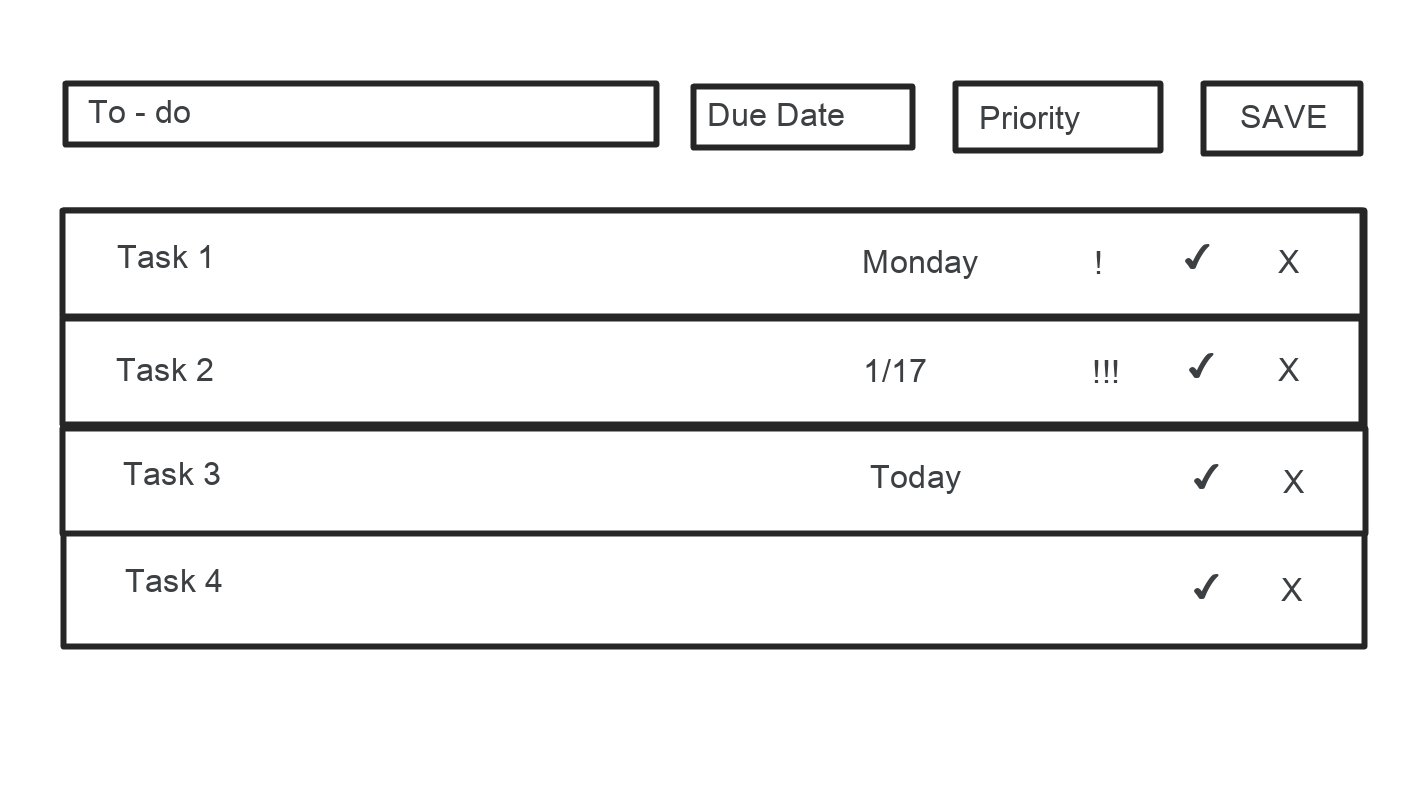 To - do Due Date Priority SAVE
Task 1 Monday ! ✔ X
Task 2 1/17 !!! ✔ X
Task 3 Today ✔ X
Task 4 ✔ X